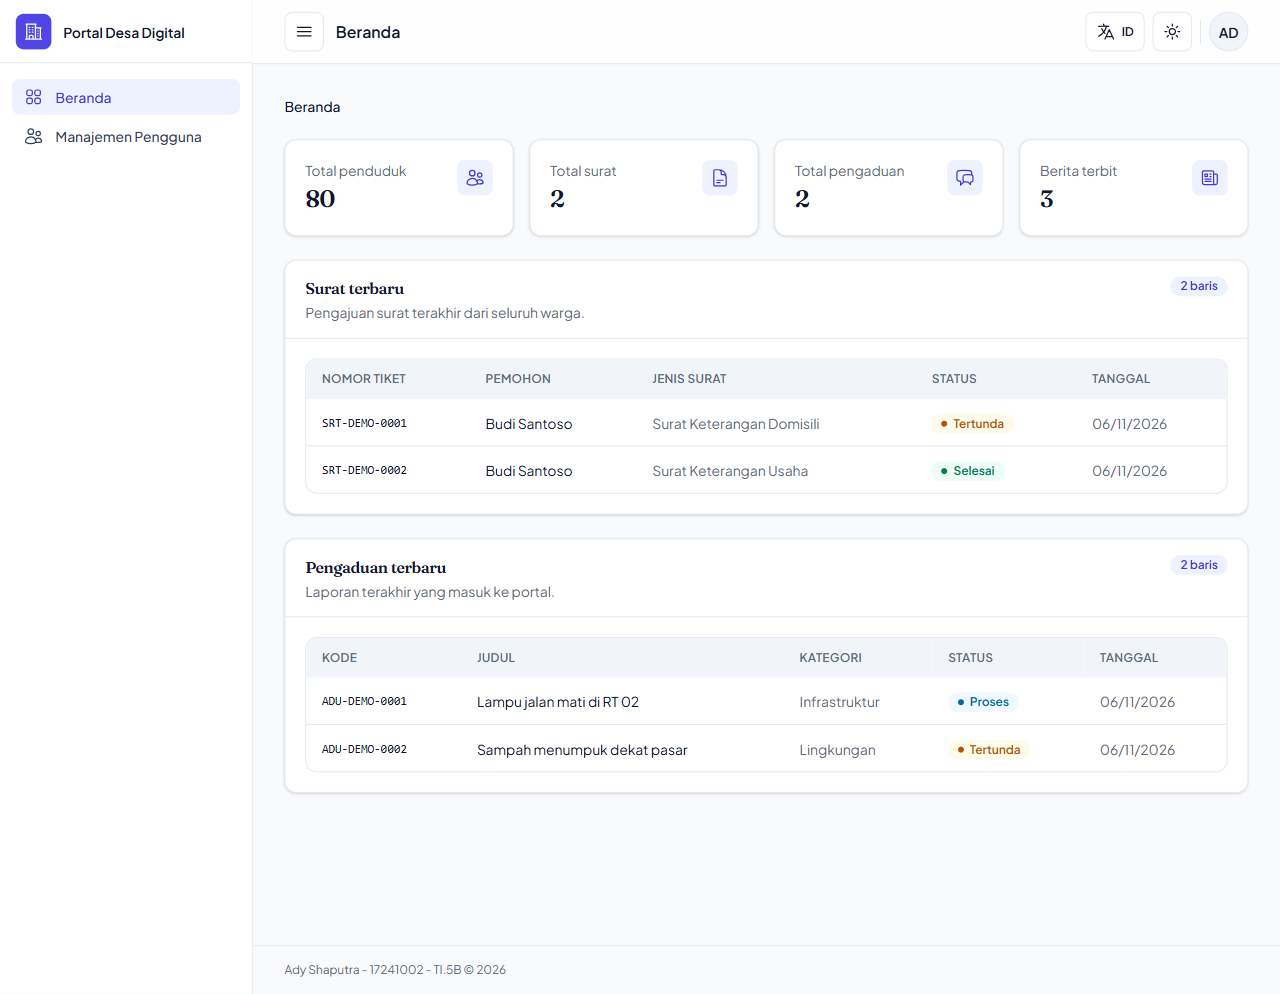 Portal Desa Digital
Beranda
ID
AD
Beranda
Manajemen Pengguna
Beranda
Total penduduk
80
Total surat
2
Total pengaduan
2
Berita terbit
3
Surat terbaru
2 baris
Pengajuan surat terakhir dari seluruh warga.
NOMOR TIKET PEMOHON JENIS SURAT STATUS TANGGAL
SRT-DEMO-0001 Budi Santoso Surat Keterangan Domisili Tertunda 06/11/2026
SRT-DEMO-0002 Budi Santoso Surat Keterangan Usaha Selesai 06/11/2026
Pengaduan terbaru
2 baris
Laporan terakhir yang masuk ke portal.
KODE JUDUL KATEGORI STATUS TANGGAL
ADU-DEMO-0001 Lampu jalan mati di RT 02 Infrastruktur Proses 06/11/2026
ADU-DEMO-0002 Sampah menumpuk dekat pasar Lingkungan Tertunda 06/11/2026
Ady Shaputra - 17241002 - TI.5B © 2026